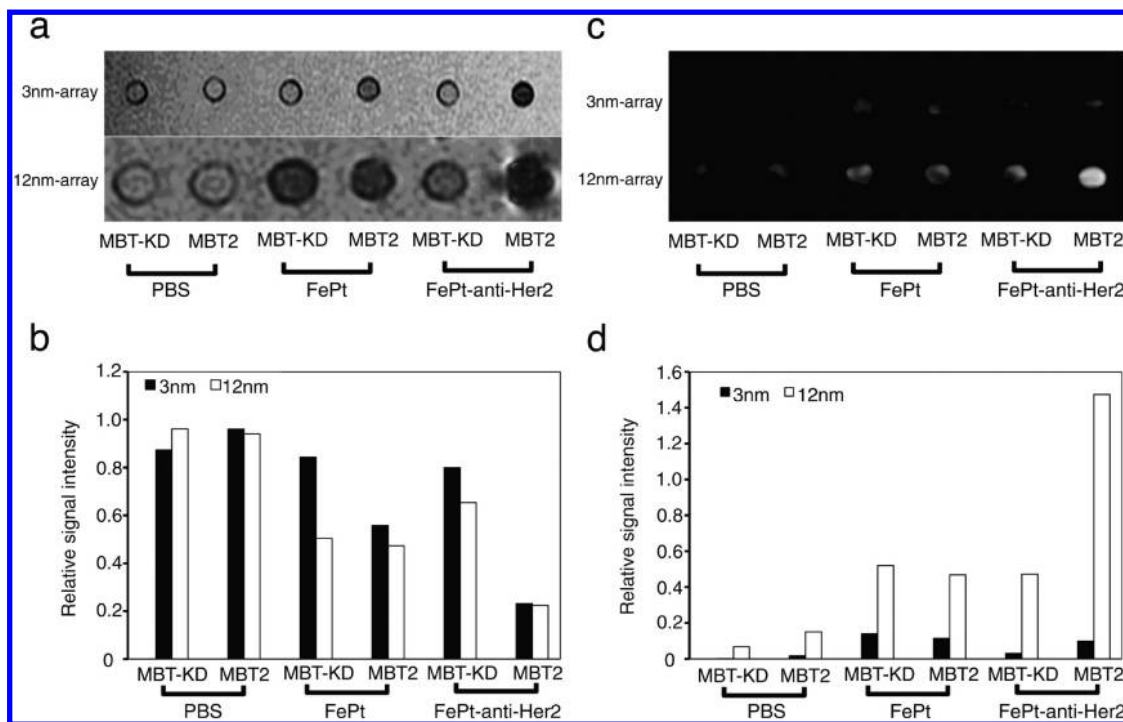 a
3nm-array
12nm-array
MBT-KD MBT2 MBT-KD MBT2 MBT-KD MBT2
PBS FePt FePt-anti-Her2
c
3nm-array
12nm-array
MBT-KD MBT2 MBT-KD MBT2 MBT-KD MBT2
PBS FePt FePt-anti-Her2
b
Relative signal intensity
1.2
1.0
0.8
0.6
0.4
0.2
0
3nm 12nm
MBT-KD MBT2 MBT-KD MBT2 MBT-KD MBT2
PBS FePt FePt-anti-Her2
d
Relative signal intensity
1.6
1.4
1.2
1.0
0.8
0.6
0.4
0.2
0
3nm 12nm
MBT-KD MBT2 MBT-KD MBT2 MBT-KD MBT2
PBS FePt FePt-anti-Her2